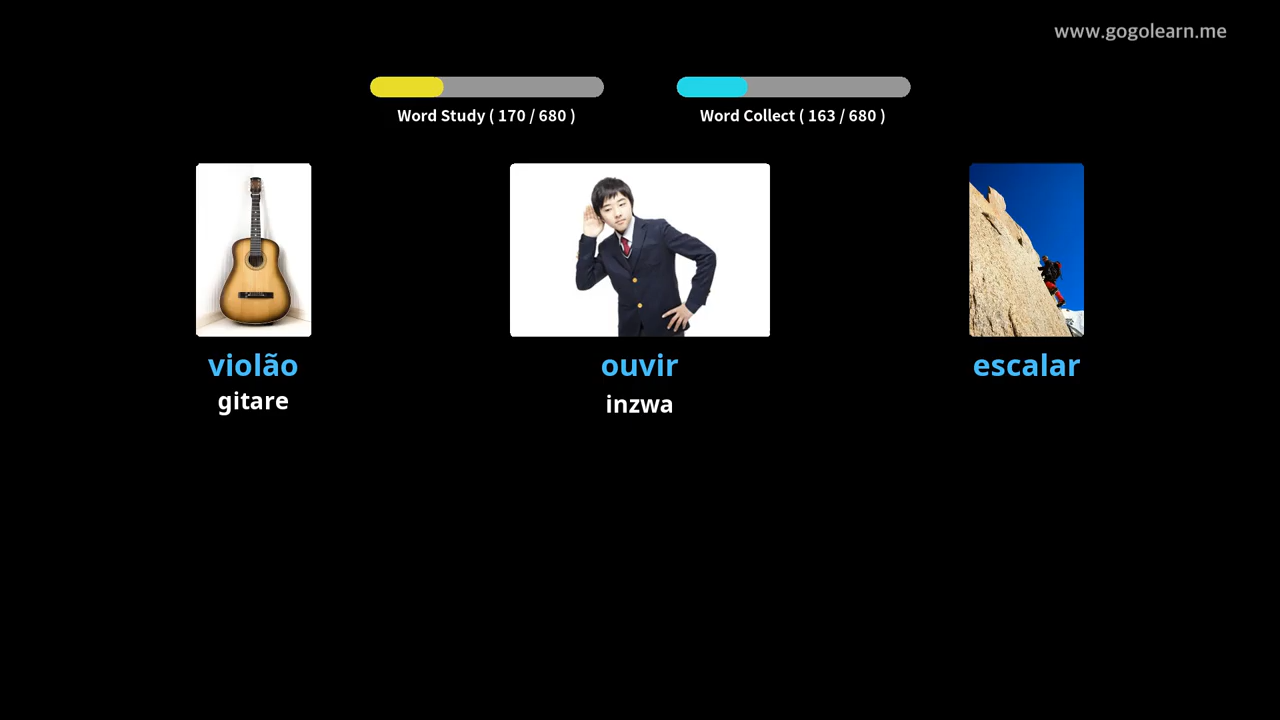 www.gogolearn.me
Word Study ( 170 / 680 )
Word Collect ( 163 / 680 )
violão
gitare
ouvir
inzwa
escalar